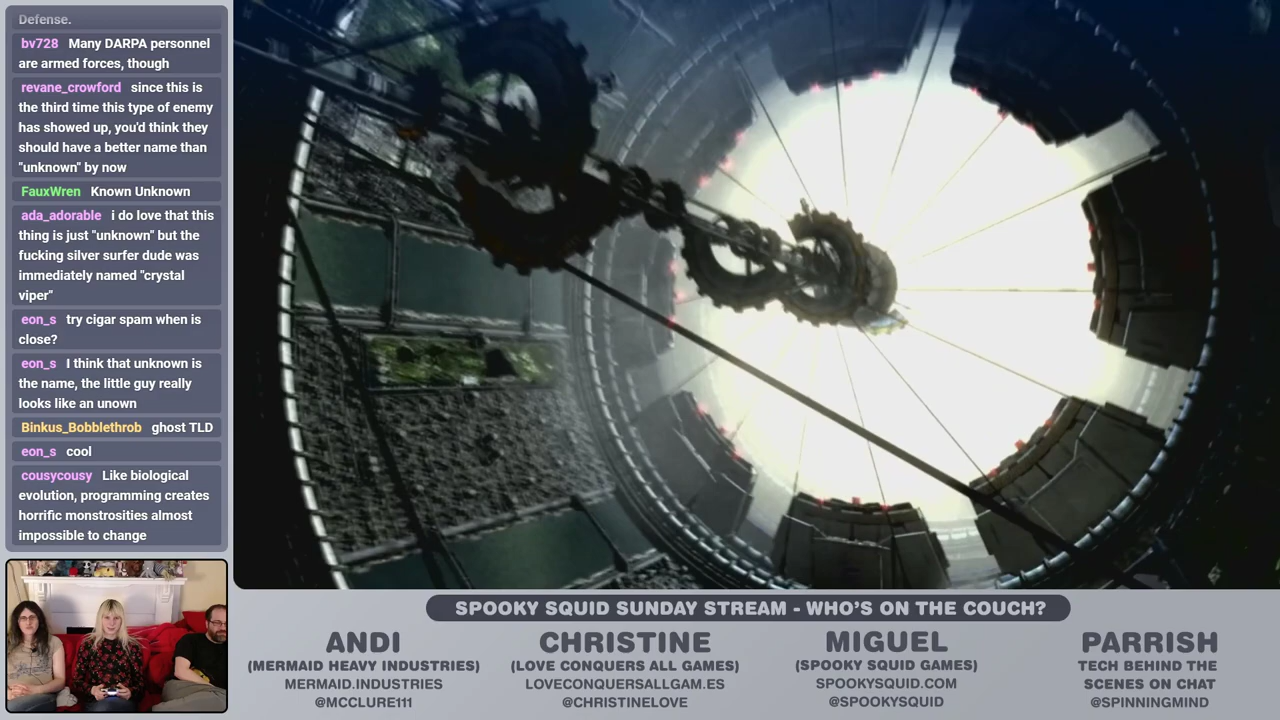 Defense.
bv728 Many DARPA personnel
are armed forces, though
revane_crowford since this is
the third time this type of enemy
has showed up, you'd think they
should have a better name than
"unknown" by now
FauxWren Known Unknown
ada_adorable i do love that this
thing is just "unknown" but the
fucking silver surfer dude was
immediately named "crystal
viper"
eon_s try cigar spam when is
close?
eon_s I think that unknown is
the name, the little guy really
looks like an unown
Binkus_Bobblethrob ghost TLD
eon_s cool
cousycousy Like biological
evolution, programming creates
horrific monstrosities almost
impossible to change
SPOOKY SQUID SUNDAY STREAM - WHO'S ON THE COUCH?
ANDI
(MERMAID HEAVY INDUSTRIES)
MERMAID.INDUSTRIES
@MCCLURE111
CHRISTINE
(LOVE CONQUERS ALL GAMES)
LOVECONQUERSALLGAM.ES
@CHRISTINELOVE
MIGUEL
(SPOOKY SQUID GAMES)
SPOOKYSQUID.COM
@SPOOKYSQUID
PARRISH
TECH BEHIND THE
SCENES ON CHAT
@SPINNINGMIND